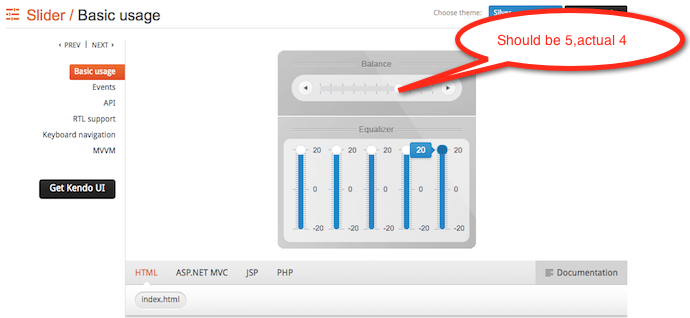 Slider / Basic usage
Choose theme:
Should be 5,actual 4
‹ PREV | NEXT ›
Basic usage
Events
API
RTL support
Keyboard navigation
MVVM
Get Kendo UI
Balance
Equalizer
20 20 20 20 20 20
0 0 0 0 0
-20 -20 -20 -20 -20
HTML ASP.NET MVC JSP PHP Documentation
index.html